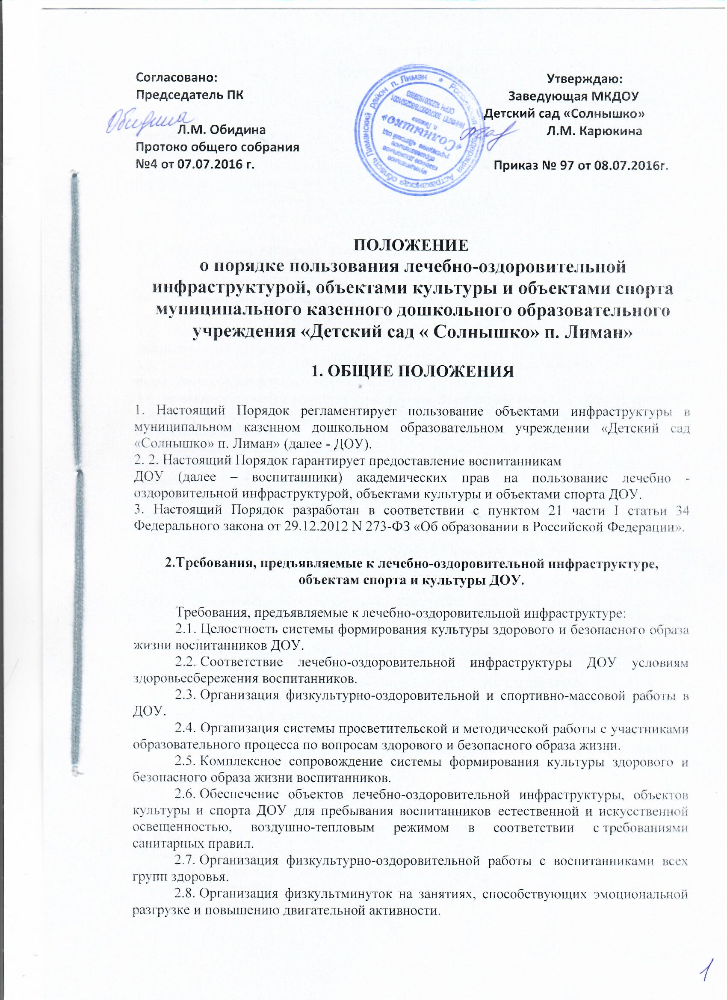 Согласовано:
Председатель ПК
Обидина
Л.М. Обидина
Протоко общего собрания
№4 от 07.07.2016 г.
Утверждаю:
Заведующая МКДОУ
Детский сад «Солнышко»
Л.М. Карюкина
Приказ № 97 от 08.07.2016г.
Российская Федерация
Астраханская область Лиманский район п. Лиман
муниципальное
казенное дошкольное
образовательное
учреждение «Детский сад
«Солнышко»
п. Лиман»
ПОЛОЖЕНИЕ
о порядке пользования лечебно-оздоровительной
инфраструктурой, объектами культуры и объектами спорта
муниципального казенного дошкольного образовательного
учреждения «Детский сад « Солнышко» п. Лиман»
1. ОБЩИЕ ПОЛОЖЕНИЯ
1. Настоящий Порядок регламентирует пользование объектами инфраструктуры в
муниципальном казенном дошкольном образовательном учреждении «Детский сад
«Солнышко» п. Лиман» (далее - ДОУ).
2. 2. Настоящий Порядок гарантирует предоставление воспитанникам
ДОУ (далее – воспитанники) академических прав на пользование лечебно -
оздоровительной инфраструктурой, объектами культуры и объектами спорта ДОУ.
3. Настоящий Порядок разработан в соответствии с пунктом 21 части I статьи 34
Федерального закона от 29.12.2012 N 273-ФЗ «Об образовании в Российской Федерации».
2.Требования, предъявляемые к лечебно-оздоровительной инфраструктуре,
объектам спорта и культуры ДОУ.
Требования, предъявляемые к лечебно-оздоровительной инфраструктуре:
2.1. Целостность системы формирования культуры здорового и безопасного образа
жизни воспитанников ДОУ.
2.2. Соответствие лечебно-оздоровительной инфраструктуры ДОУ условиям
здоровьесбережения воспитанников.
2.3. Организация физкультурно-оздоровительной и спортивно-массовой работы в
ДОУ.
2.4. Организация системы просветительской и методической работы с участниками
образовательного процесса по вопросам здорового и безопасного образа жизни.
2.5. Комплексное сопровождение системы формирования культуры здорового и
безопасного образа жизни воспитанников.
2.6. Обеспечение объектов лечебно-оздоровительной инфраструктуры, объектов
культуры и спорта ДОУ для пребывания воспитанников естественной и искусственной
освещенностью, воздушно-тепловым режимом в соответствии с требованиями
санитарных правил.
2.7. Организация физкультурно-оздоровительной работы с воспитанниками всех
групп здоровья.
2.8. Организация физкультминуток на занятиях, способствующих эмоциональной
разгрузке и повышению двигательной активности.
1